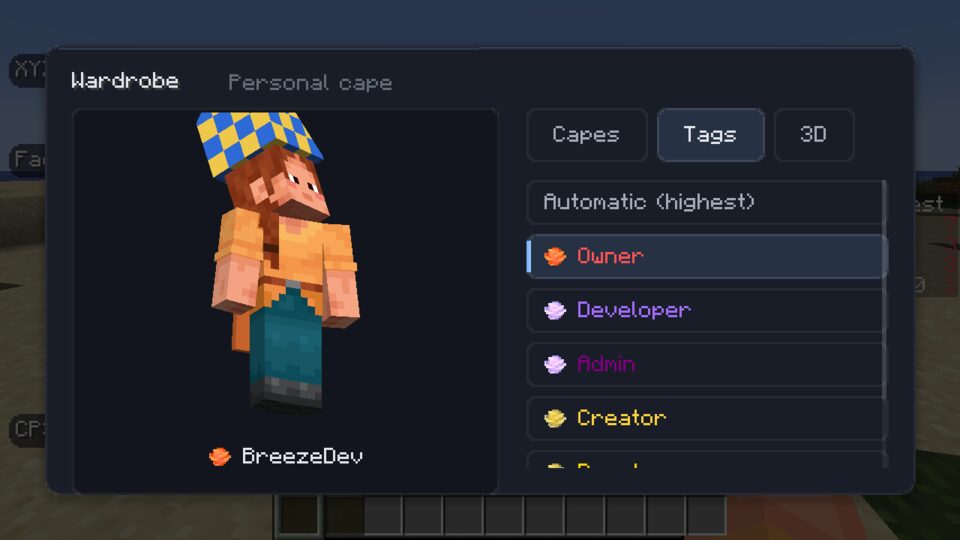 Wardrobe
Personal cape
Capes
Tags
3D
Automatic (highest)
Owner
Developer
Admin
Creator
BreezeDev